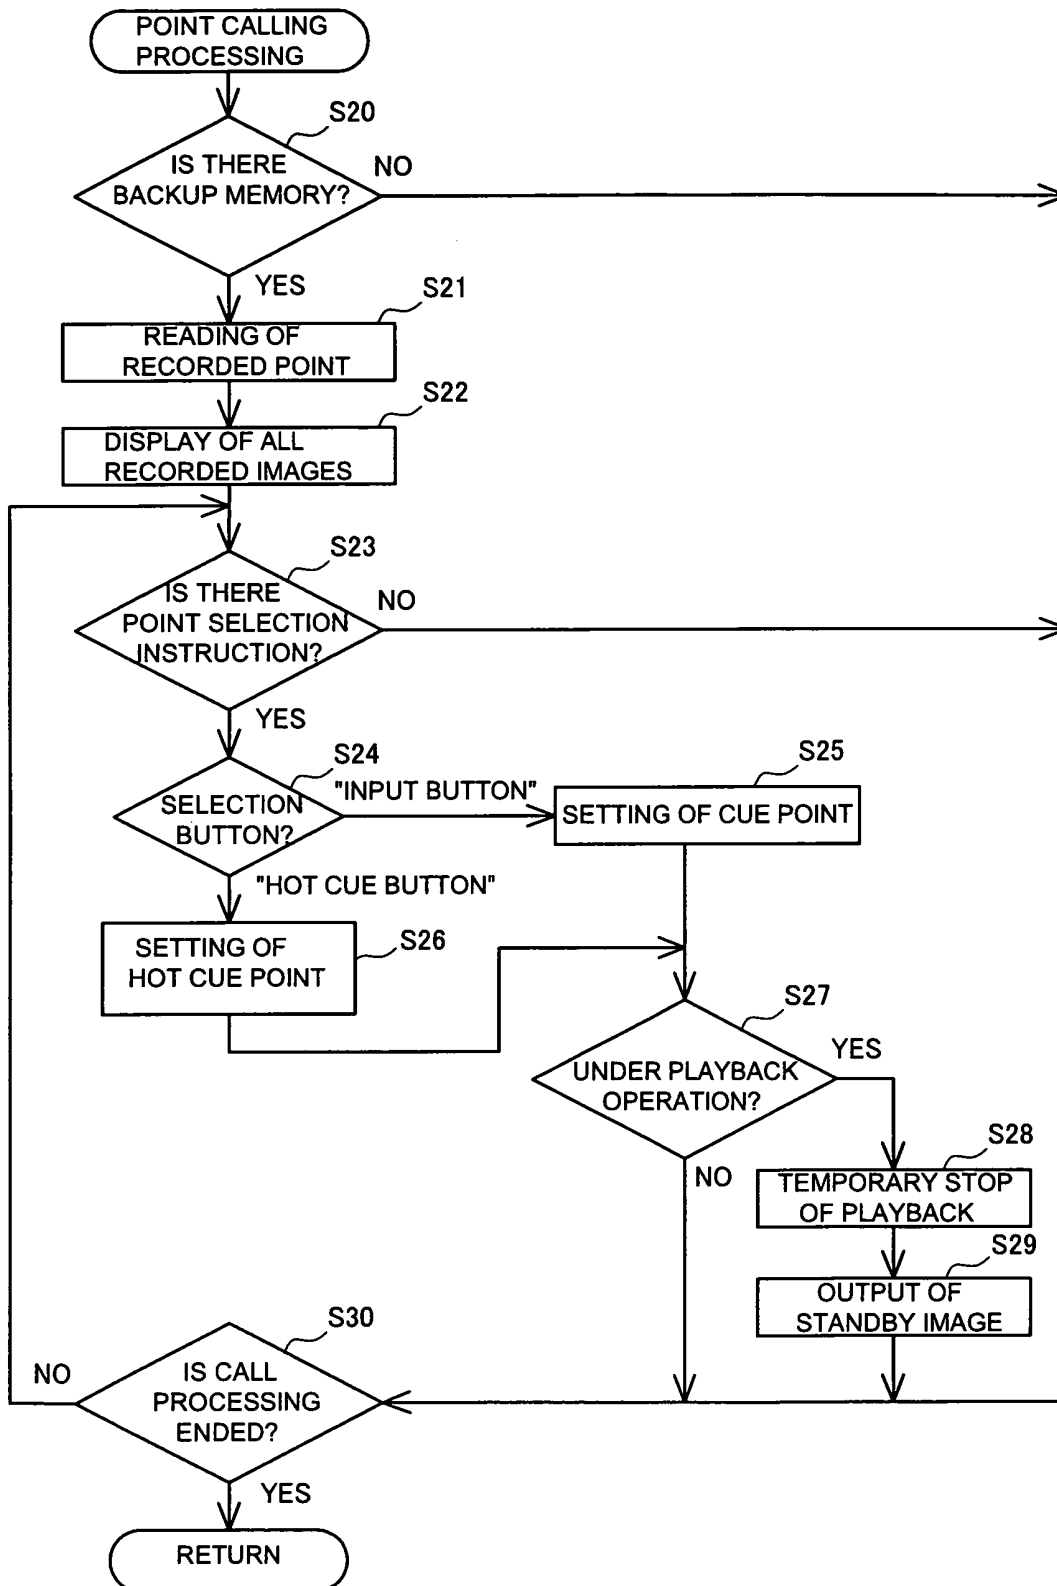 POINT CALLING
PROCESSING
S20
IS THERE
BACKUP MEMORY?
NO
YES
S21
READING OF
RECORDED POINT
S22
DISPLAY OF ALL
RECORDED IMAGES
S23
IS THERE
POINT SELECTION
INSTRUCTION?
NO
YES
S24
SELECTION
BUTTON?
"INPUT BUTTON"
S25
SETTING OF CUE POINT
"HOT CUE BUTTON"
S26
SETTING OF
HOT CUE POINT
S27
UNDER PLAYBACK
OPERATION?
YES
NO
S28
TEMPORARY STOP
OF PLAYBACK
S29
OUTPUT OF
STANDBY IMAGE
S30
IS CALL
PROCESSING
ENDED?
NO
YES
RETURN